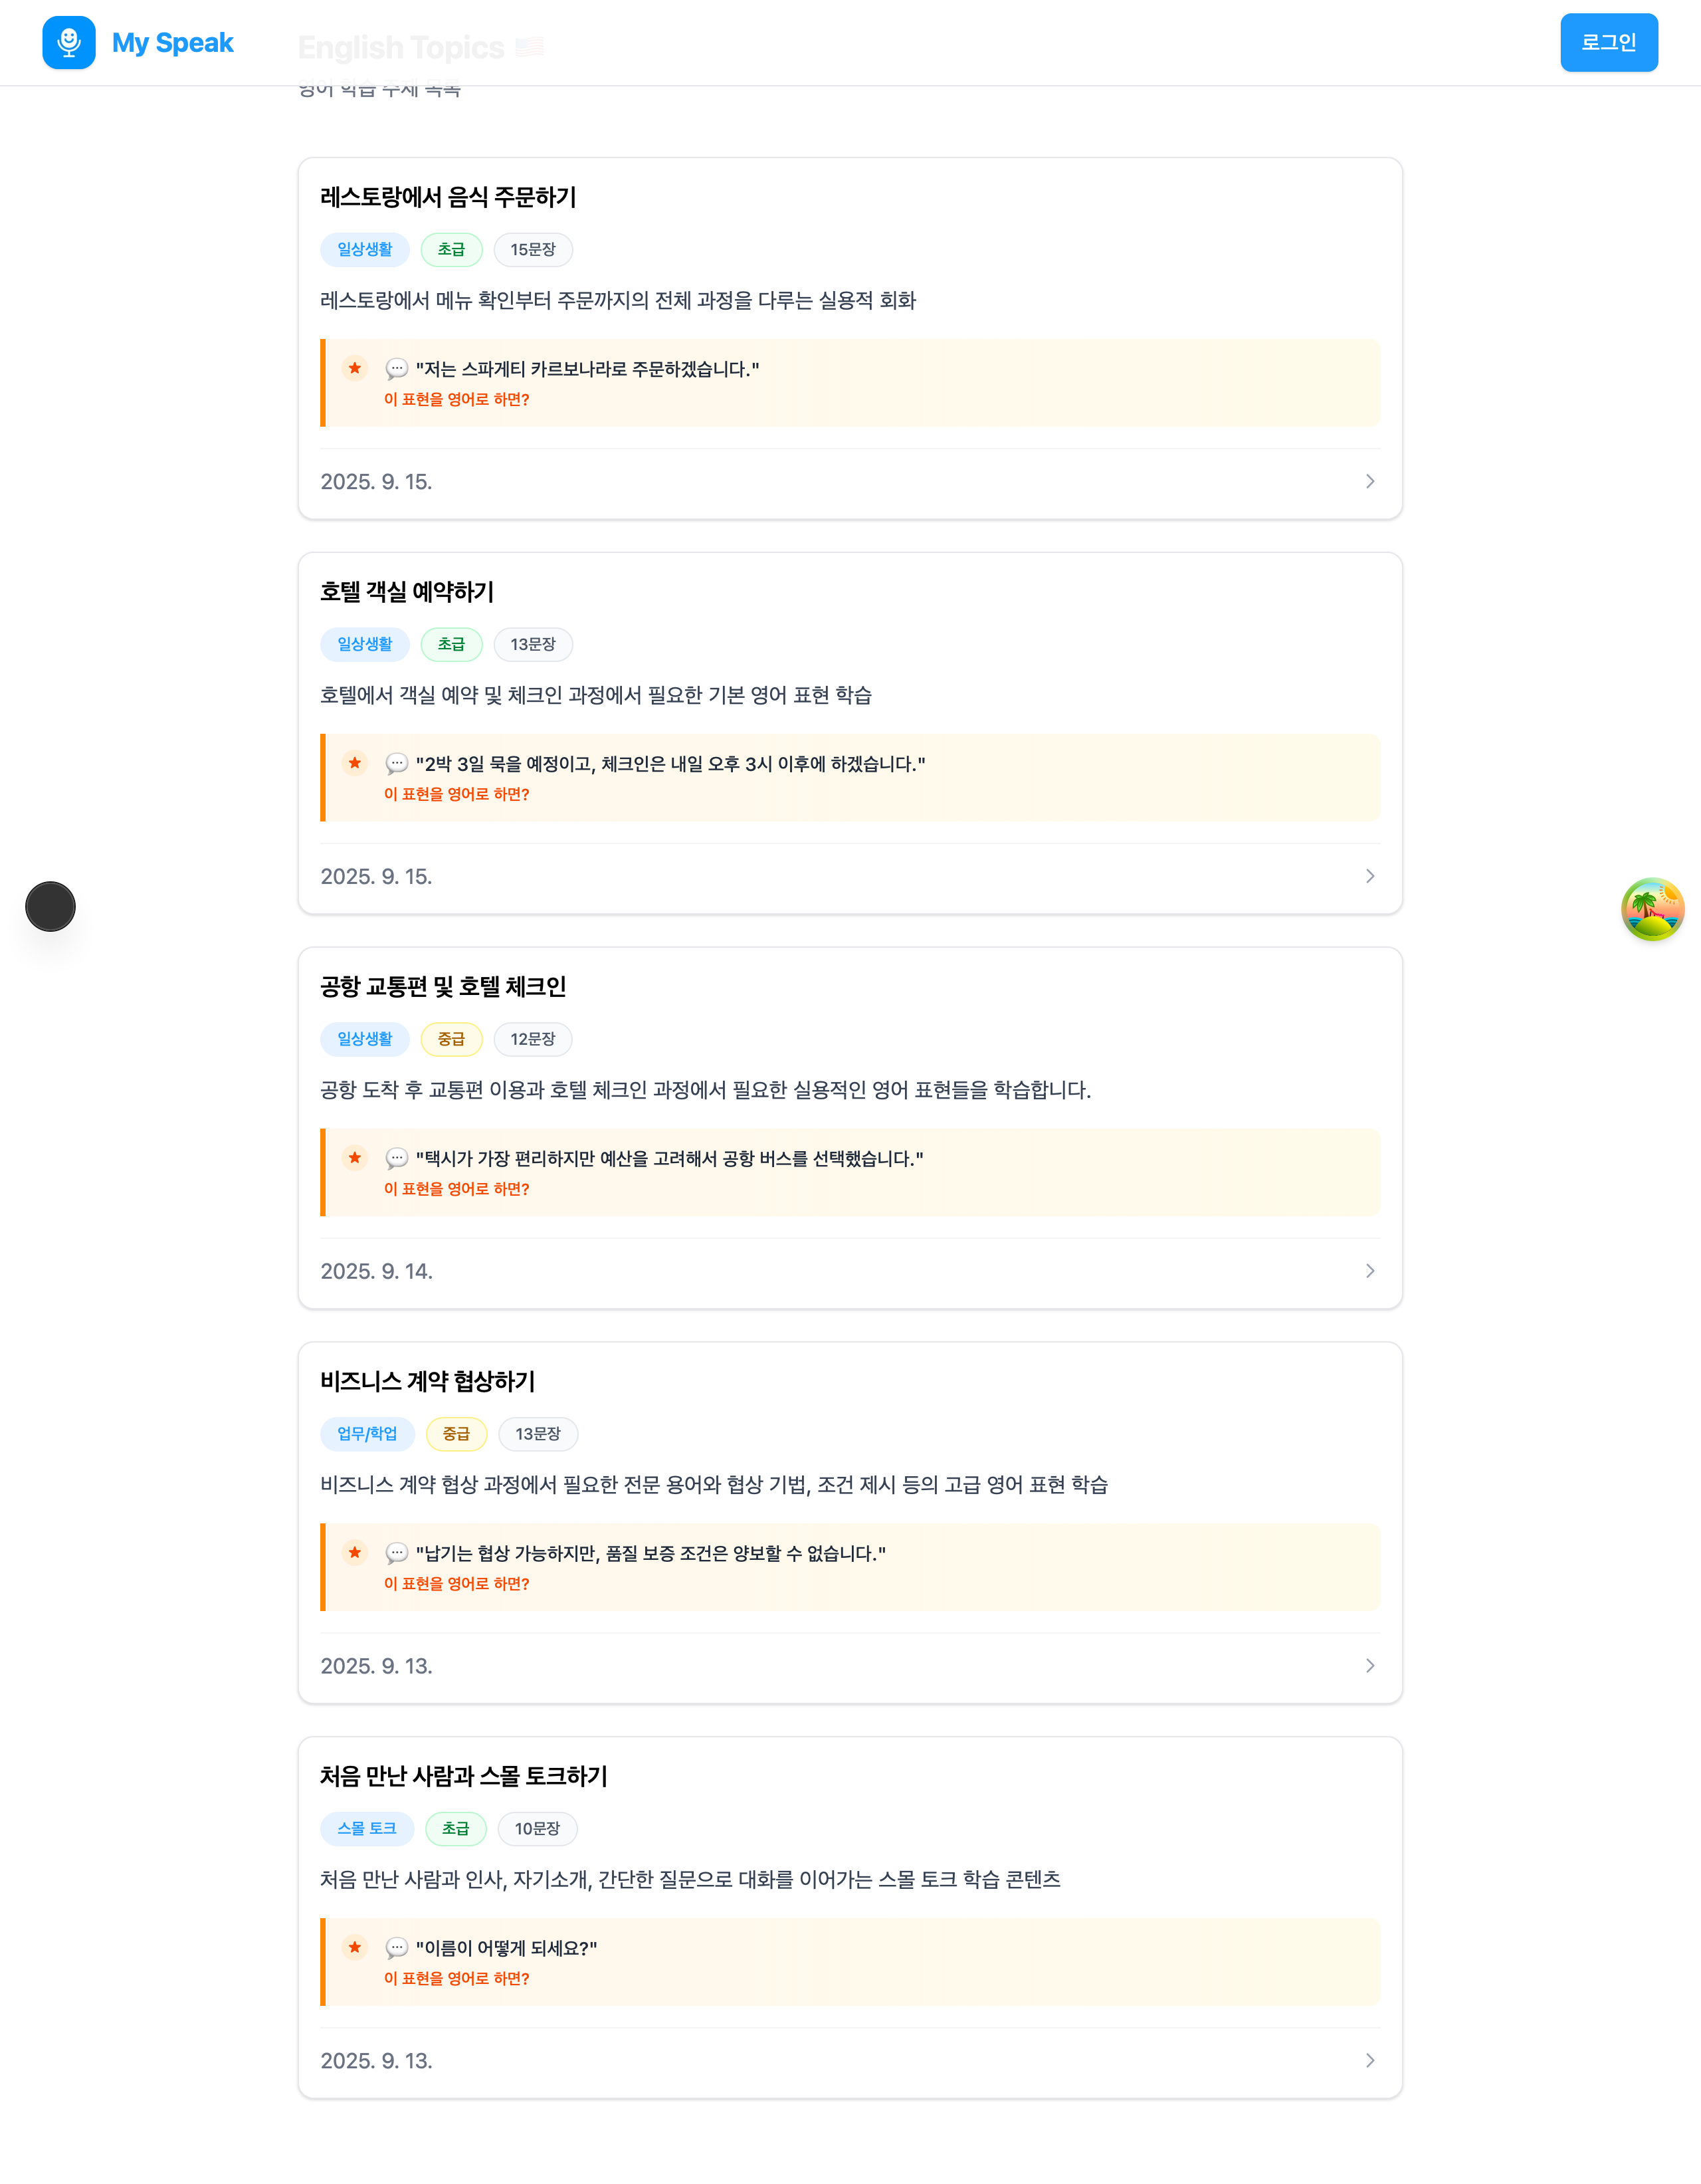 My Speak
로그인
English Topics
영어 학습 주제 목록
레스토랑에서 음식 주문하기
일상생활 초급 15문장
레스토랑에서 메뉴 확인부터 주문까지의 전체 과정을 다루는 실용적 회화
"저는 스파게티 카르보나라로 주문하겠습니다."
이 표현을 영어로 하면?
2025. 9. 15.
호텔 객실 예약하기
일상생활 초급 13문장
호텔에서 객실 예약 및 체크인 과정에서 필요한 기본 영어 표현 학습
"2박 3일 묵을 예정이고, 체크인은 내일 오후 3시 이후에 하겠습니다."
이 표현을 영어로 하면?
2025. 9. 15.
공항 교통편 및 호텔 체크인
일상생활 중급 12문장
공항 도착 후 교통편 이용과 호텔 체크인 과정에서 필요한 실용적인 영어 표현들을 학습합니다.
"택시가 가장 편리하지만 예산을 고려해서 공항 버스를 선택했습니다."
이 표현을 영어로 하면?
2025. 9. 14.
비즈니스 계약 협상하기
업무/학업 중급 13문장
비즈니스 계약 협상 과정에서 필요한 전문 용어와 협상 기법, 조건 제시 등의 고급 영어 표현 학습
"납기는 협상 가능하지만, 품질 보증 조건은 양보할 수 없습니다."
이 표현을 영어로 하면?
2025. 9. 13.
처음 만난 사람과 스몰 토크하기
스몰 토크 초급 10문장
처음 만난 사람과 인사, 자기소개, 간단한 질문으로 대화를 이어가는 스몰 토크 학습 콘텐츠
"이름이 어떻게 되세요?"
이 표현을 영어로 하면?
2025. 9. 13.